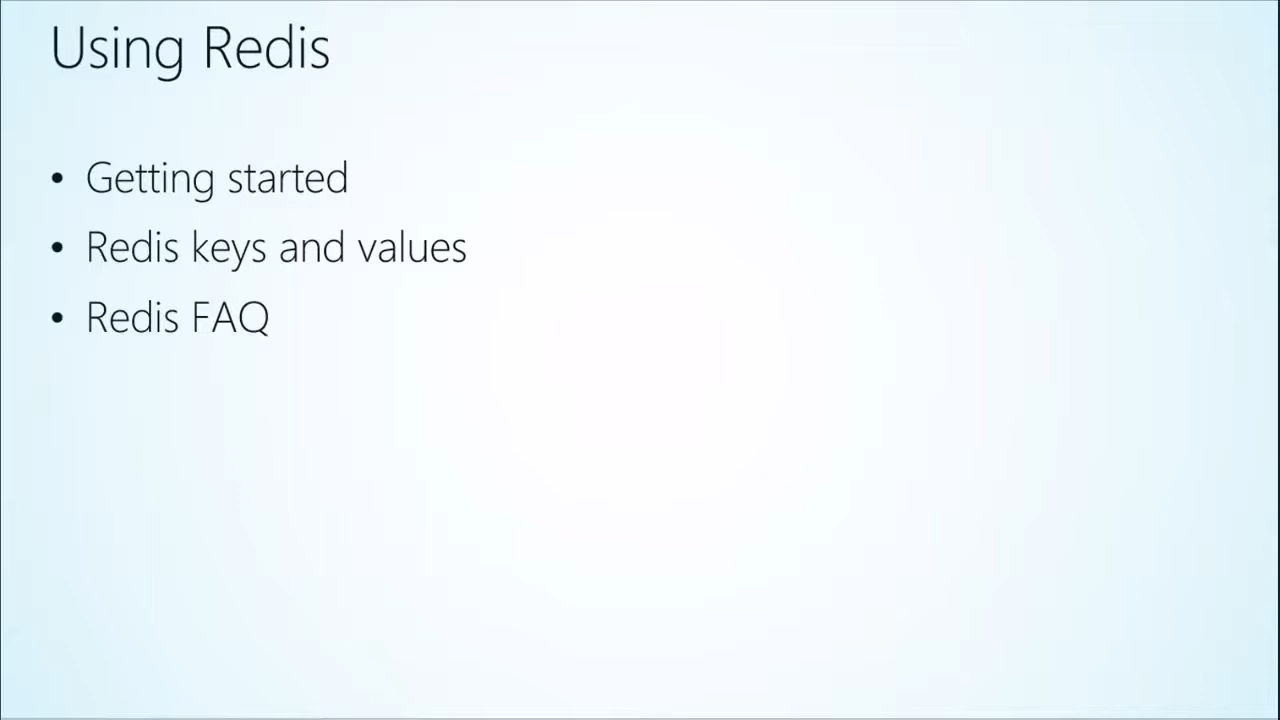 Using Redis
• Getting started
• Redis keys and values
• Redis FAQ